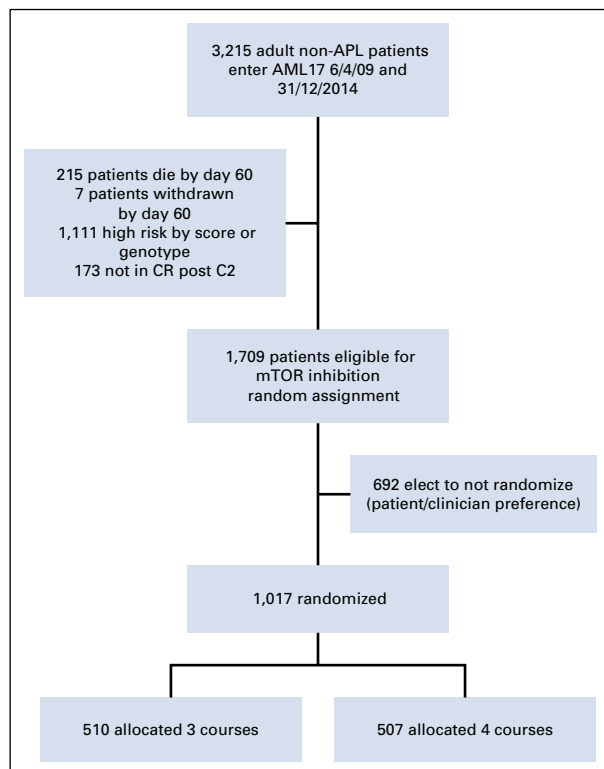 3,215 adult non-APL patients
enter AML17 6/4/09 and
31/12/2014
215 patients die by day 60
7 patients withdrawn
by day 60
1,111 high risk by score or
genotype
173 not in CR post C2
1,709 patients eligible for
mTOR inhibition
random assignment
692 elect to not randomize
(patient/clinician preference)
1,017 randomized
510 allocated 3 courses
507 allocated 4 courses